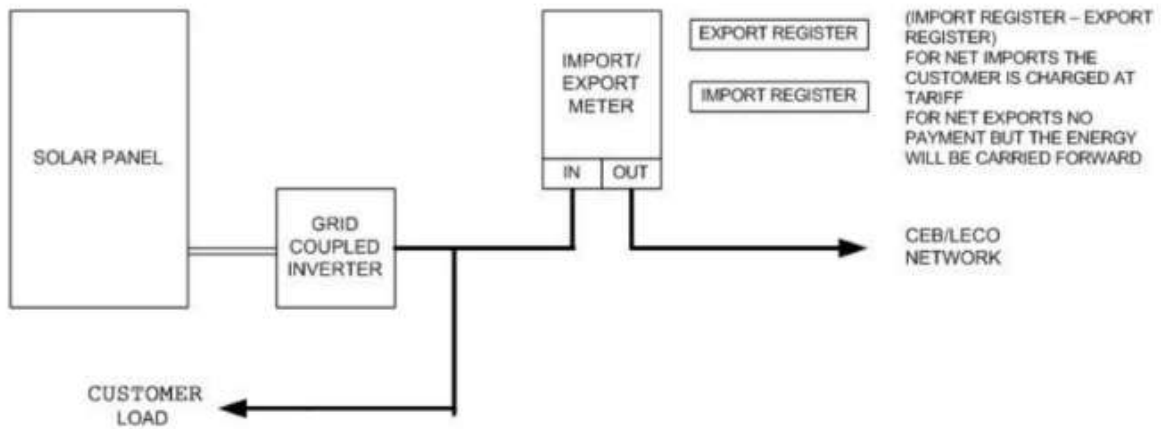 SOLAR PANEL
GRID
COUPLED
INVERTER
CUSTOMER
LOAD
IMPORT/
EXPORT
METER
IN
OUT
EXPORT REGISTER
IMPORT REGISTER
(IMPORT REGISTER – EXPORT
REGISTER)
FOR NET IMPORTS THE
CUSTOMER IS CHARGED AT
TARIFF
FOR NET EXPORTS NO
PAYMENT BUT THE ENERGY
WILL BE CARRIED FORWARD
CEB/LECO
NETWORK